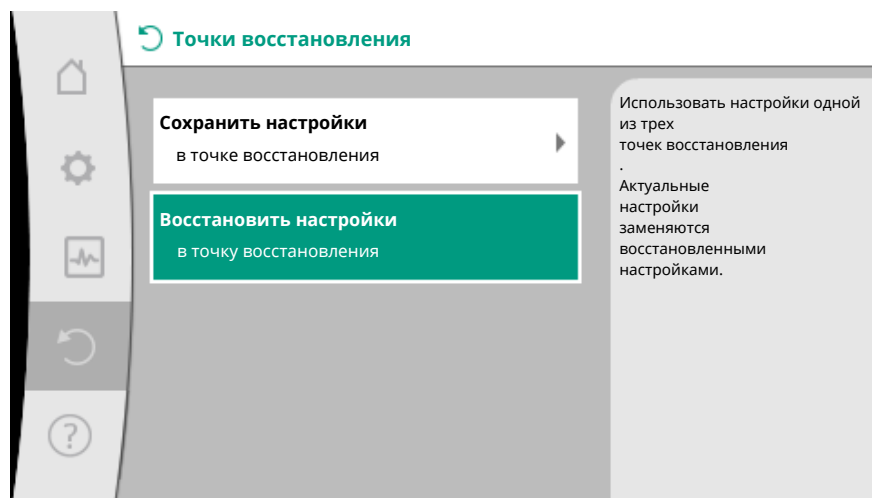 Точки восстановления
Сохранить настройки
в точке восстановления
Восстановить настройки
в точку восстановления
Использовать настройки одной
из трех
точек восстановления
.
Актуальные
настройки
заменяются
восстановленными
настройками.
?